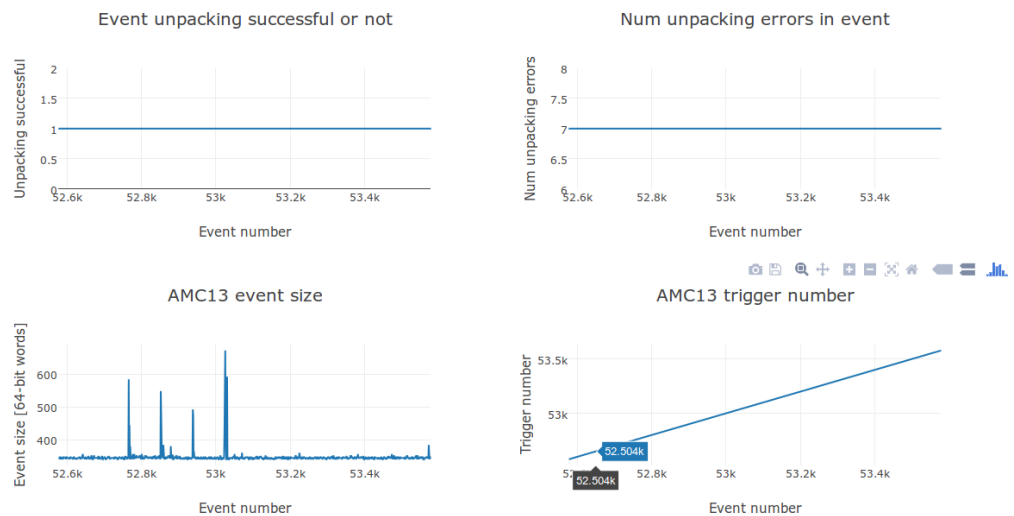 Event unpacking successful or not
Num unpacking errors in event
Unpacking successful
2
1.5
1
0.5
0
52.6k 52.8k 53k 53.2k 53.4k
Event number
Num unpacking errors
8
7.5
7
6.5
6
52.6k 52.8k 53k 53.2k 53.4k
Event number
AMC13 event size
AMC13 trigger number
Event size [64-bit words]
600
500
400
52.6k 52.8k 53k 53.2k 53.4k
Event number
Trigger number
53.5k
53k
52.504k
52.8k 53k 53.2k 53.4k
52.504k
Event number